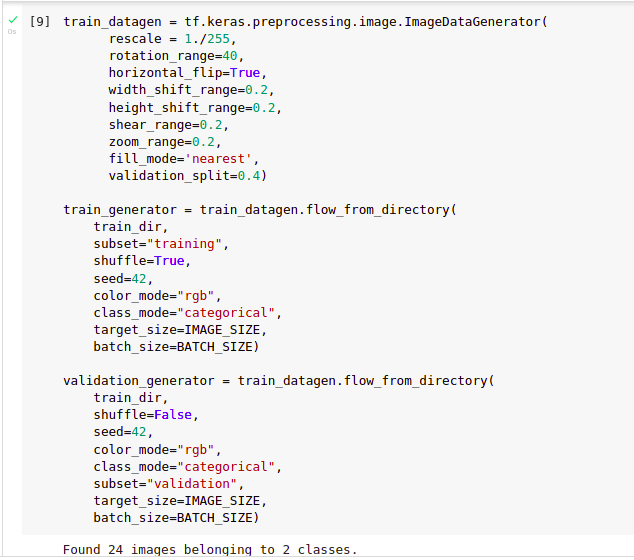 [9] train_datagen = tf.keras.preprocessing.image.ImageDataGenerator(
rescale = 1./255,
rotation_range=40,
horizontal_flip=True,
width_shift_range=0.2,
height_shift_range=0.2,
shear_range=0.2,
zoom_range=0.2,
fill_mode='nearest',
validation_split=0.4)
train_generator = train_datagen.flow_from_directory(
train_dir,
subset="training",
shuffle=True,
seed=42,
color_mode="rgb",
class_mode="categorical",
target_size=IMAGE_SIZE,
batch_size=BATCH_SIZE)
validation_generator = train_datagen.flow_from_directory(
train_dir,
shuffle=False,
seed=42,
color_mode="rgb",
class_mode="categorical",
subset="validation",
target_size=IMAGE_SIZE,
batch_size=BATCH_SIZE)
Found 24 images belonging to 2 classes.